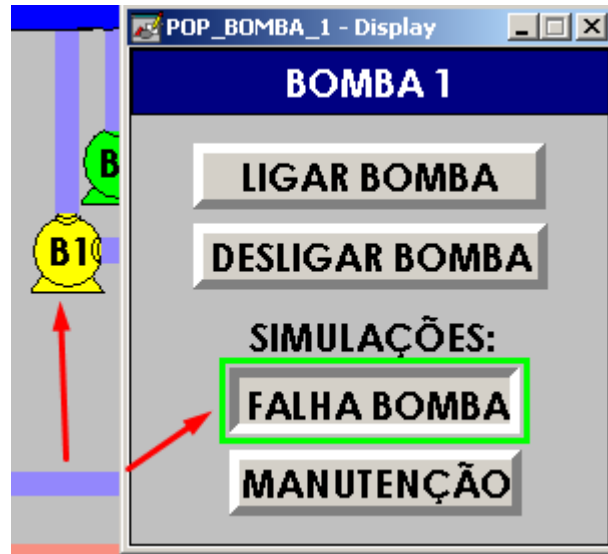 POP_BOMBA_1 - Display
BOMBA 1
LIGAR BOMBA
B
B1
DESLIGAR BOMBA
SIMULAÇÕES:
FALHA BOMBA
MANUTENÇÃO